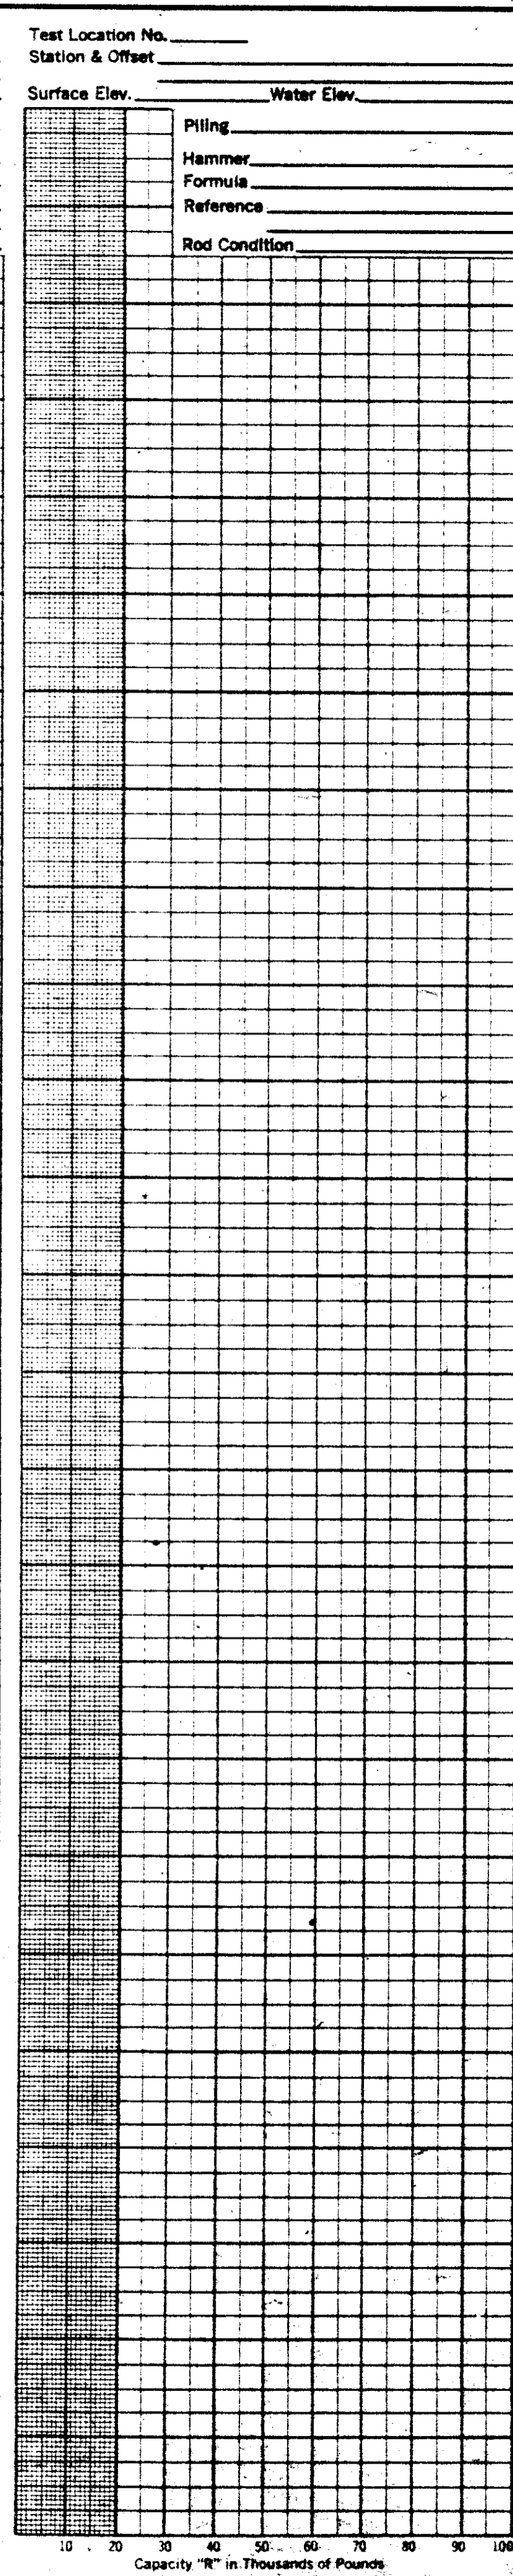 Test Location No.
Station & Offset
Surface Elev. Water Elev.
Piling
Hammer
Formula
Reference
Rod Condition
10 20 30 40 50 60 70 80 90 100
Capacity "R" in Thousands of Pounds